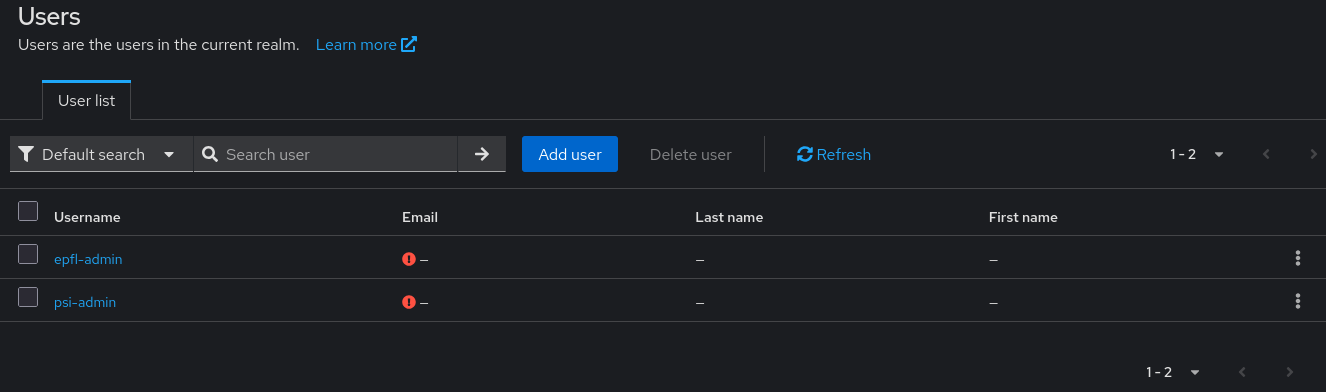 Users
Users are the users in the current realm. Learn more
User list
Default search Search user Add user Delete user Refresh 1 - 2
Username Email Last name First name
epfl-admin – – –
psi-admin – – –
1 - 2